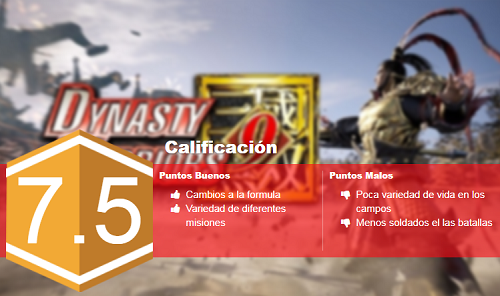 DYNASTY
9
Calificación
7.5
Puntos Buenos
Cambios a la formula
Variedad de diferentes
misiones
Puntos Malos
Poca variedad de vida en los
campos
Menos soldados el las batallas